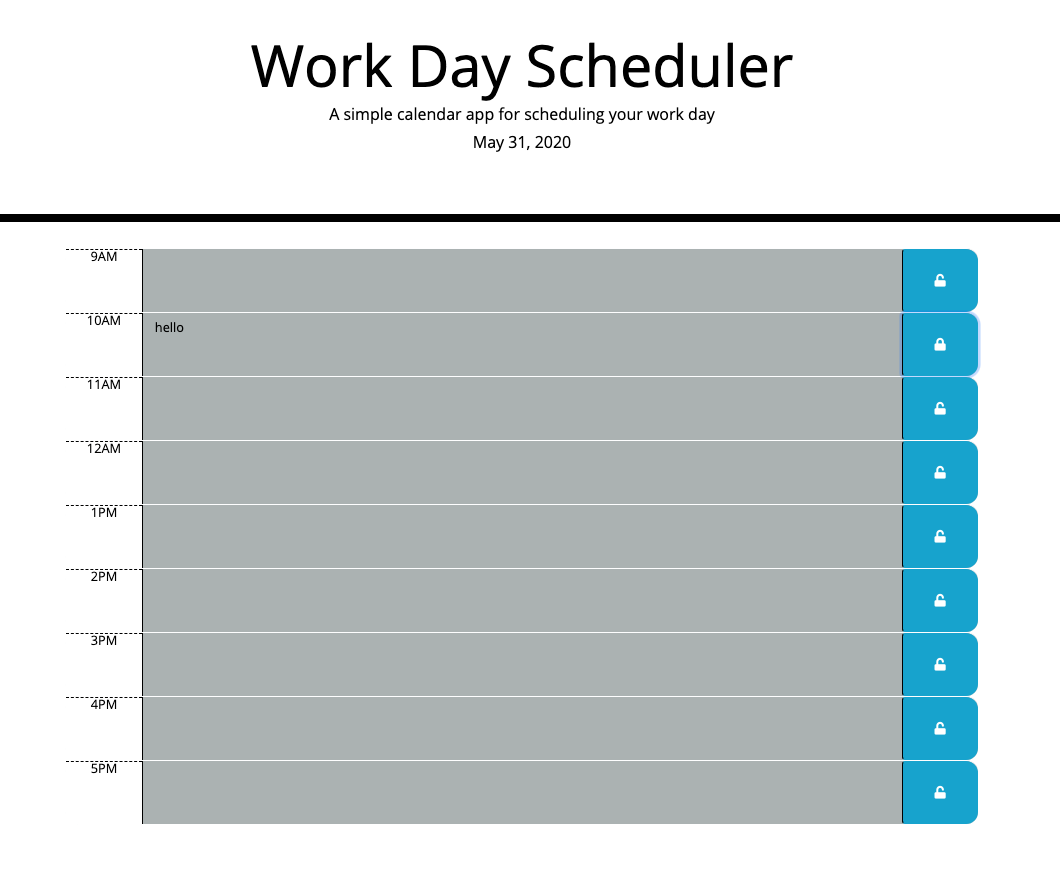 Work Day Scheduler
A simple calendar app for scheduling your work day
May 31, 2020
9AM
10AM
hello
11AM
12AM
1PM
2PM
3PM
4PM
5PM